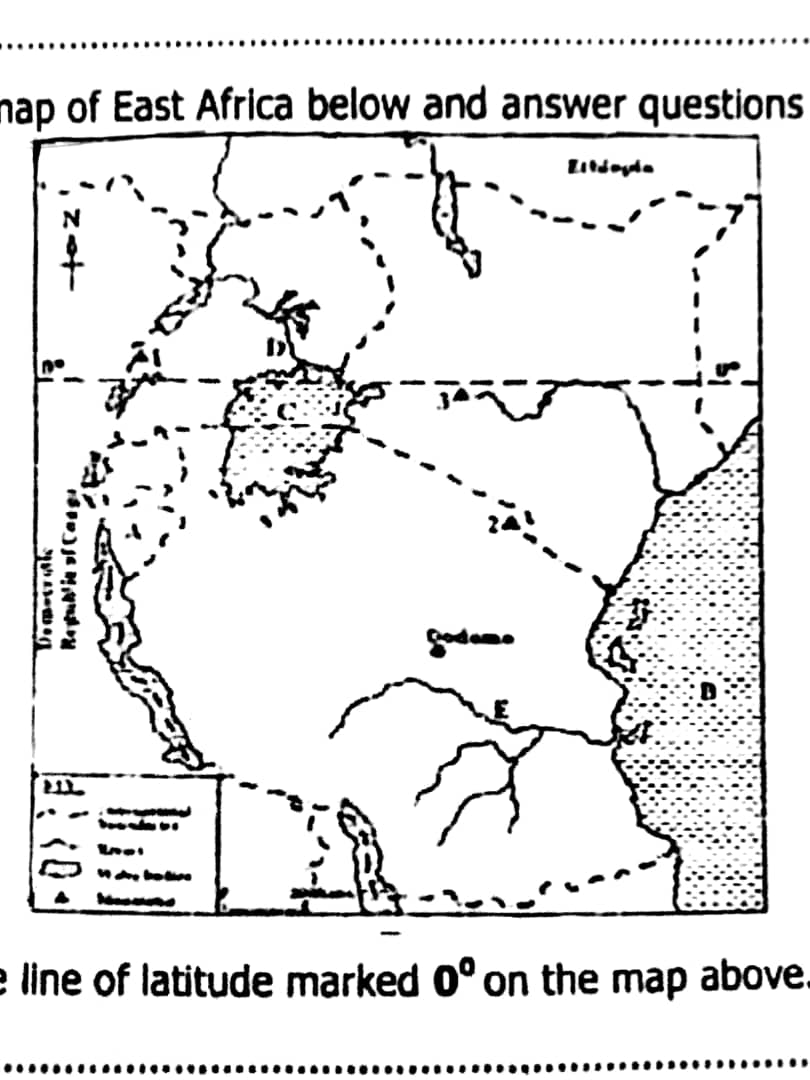 map of East Africa below and answer questions
N
1
D
0°
0°
3
C
2
Democratic
Republic of Congo
Dodoma
B
E
e line of latitude marked 0° on the map above.